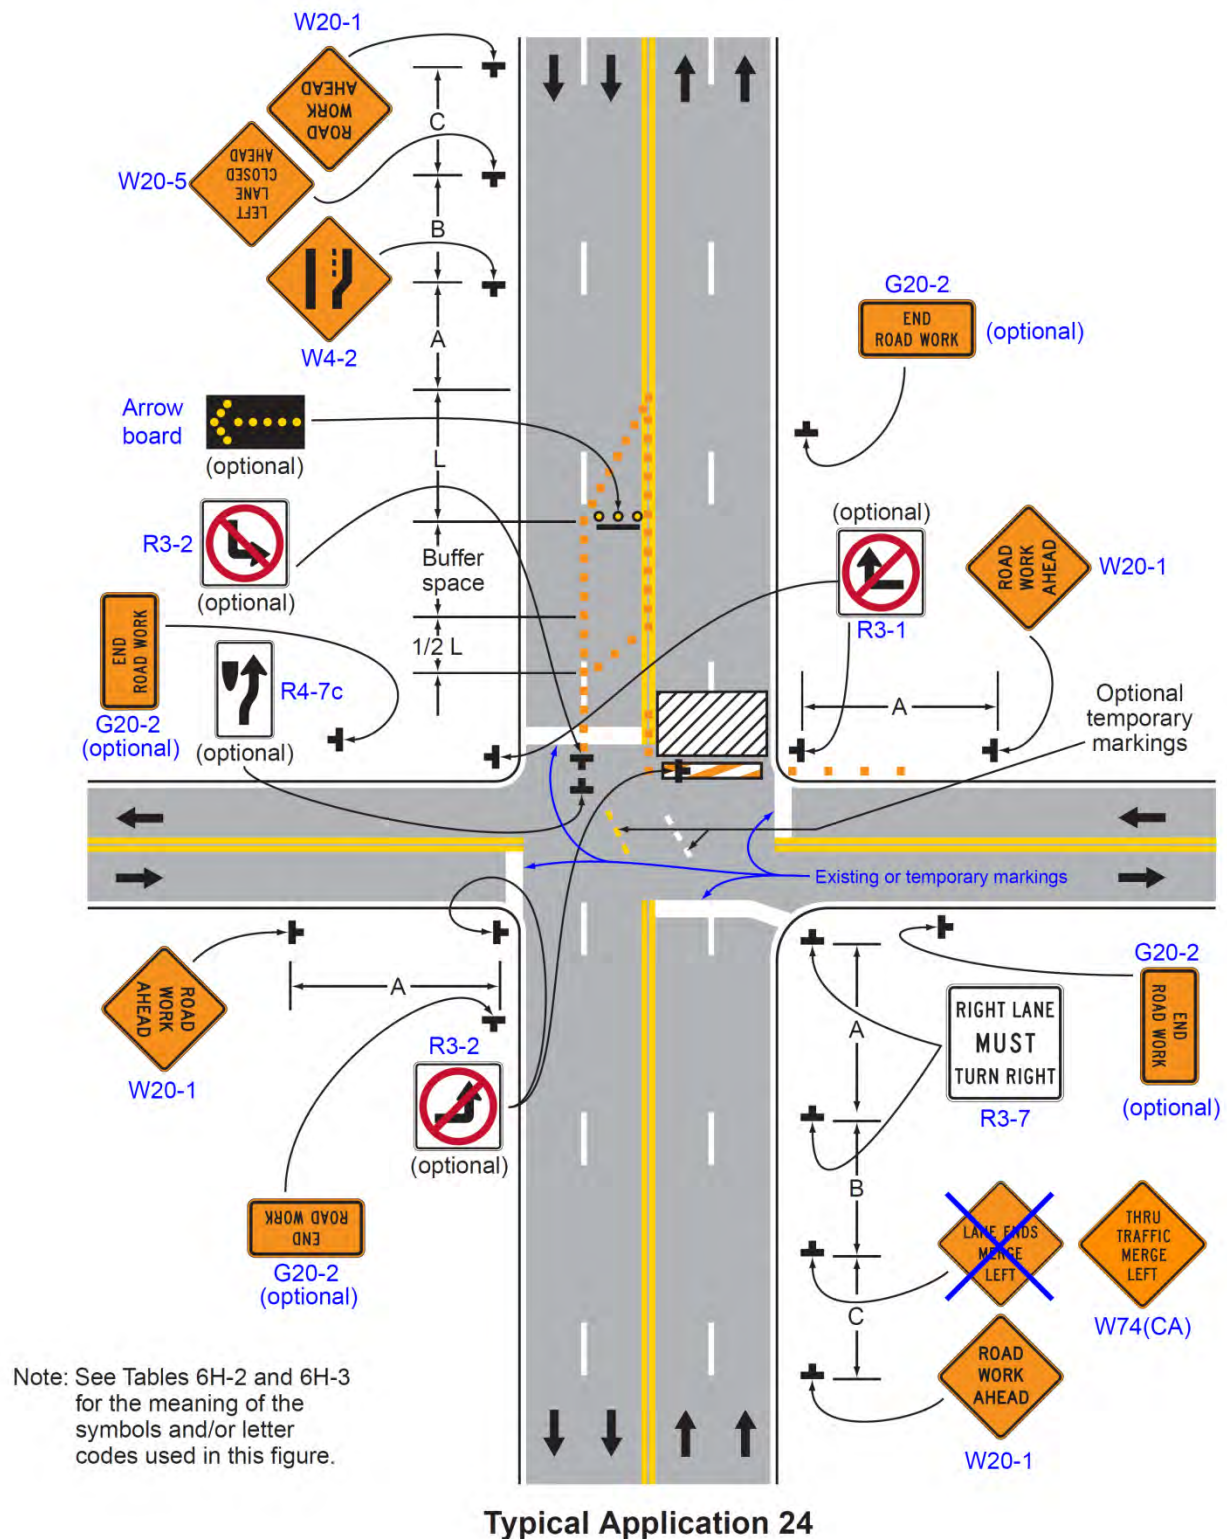 W20-1
ROAD
WORK
AHEAD
C
W20-5
LEFT
LANE
CLOSED
AHEAD
B
W4-2
A
G20-2
END
ROAD WORK
(optional)
Arrow
board
(optional)
L
R3-2
(optional)
Buffer
space
(optional)
R3-1
ROAD
WORK
AHEAD
W20-1
END
ROAD WORK
G20-2
(optional)
R4-7c
(optional)
1/2 L
A
Optional
temporary
markings
Existing or temporary markings
ROAD
WORK
AHEAD
W20-1
A
R3-2
(optional)
END
ROAD WORK
G20-2
(optional)
G20-2
END
ROAD WORK
(optional)
A
RIGHT LANE
MUST
TURN RIGHT
R3-7
B
LANE ENDS
MERGE
LEFT
THRU
TRAFFIC
MERGE
LEFT
W74(CA)
C
ROAD
WORK
AHEAD
W20-1
Note: See Tables 6H-2 and 6H-3
for the meaning of the
symbols and/or letter
codes used in this figure.
Typical Application 24